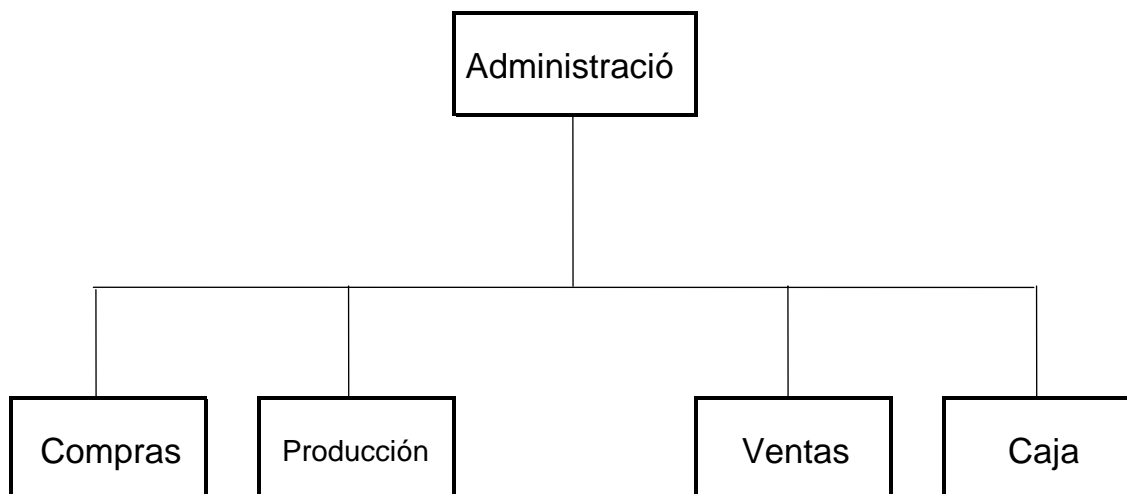 Administració
Compras
Producción
Ventas
Caja